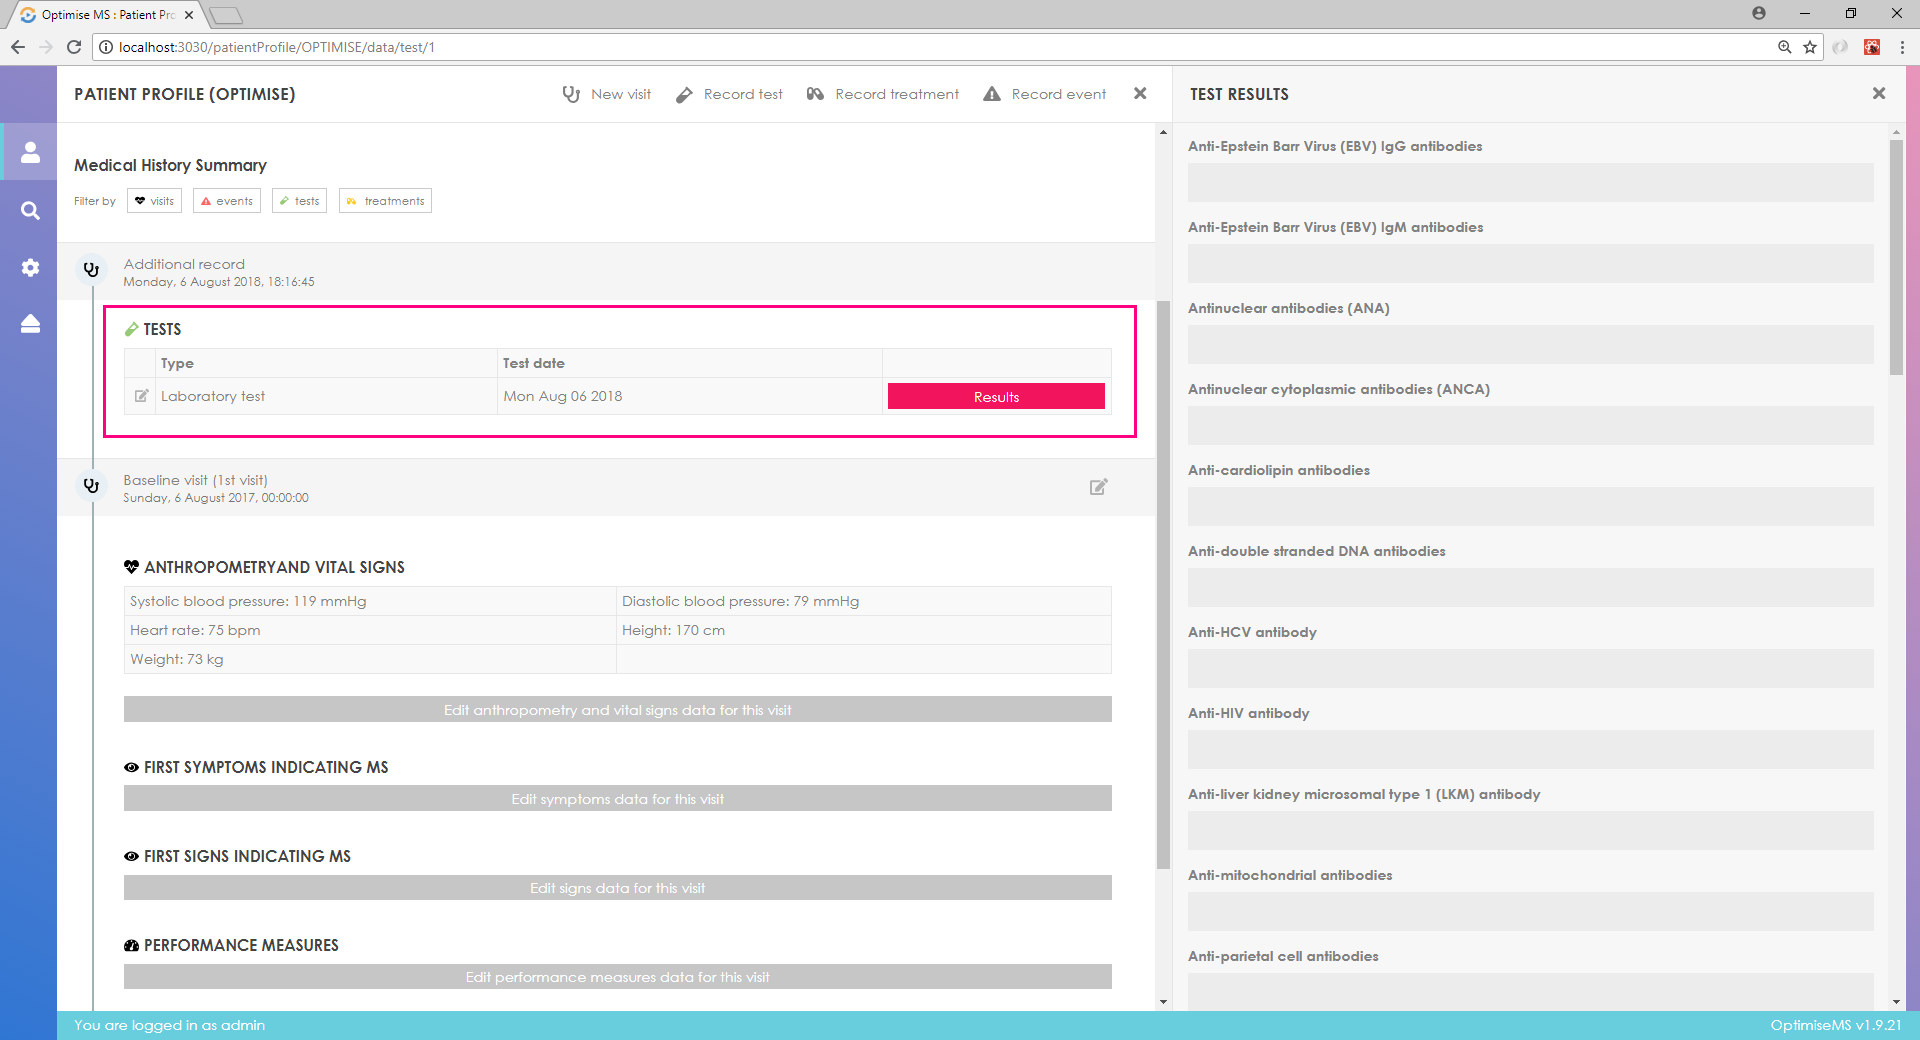 Optimise MS : Patient Pro
localhost:3030/patientProfile/OPTIMISE/data/test/1
PATIENT PROFILE (OPTIMISE)
New visit
Record test
Record treatment
Record event
Medical History Summary
Filter by
visits
events
tests
treatments
Additional record
Monday, 6 August 2018, 18:16:45
TESTS
Type
Test date
Laboratory test
Mon Aug 06 2018
Results
Baseline visit (1st visit)
Sunday, 6 August 2017, 00:00:00
ANTHROPOMETRYAND VITAL SIGNS
Systolic blood pressure: 119 mmHg
Diastolic blood pressure: 79 mmHg
Heart rate: 75 bpm
Height: 170 cm
Weight: 73 kg
Edit anthropometry and vital signs data for this visit
FIRST SYMPTOMS INDICATING MS
Edit symptoms data for this visit
FIRST SIGNS INDICATING MS
Edit signs data for this visit
PERFORMANCE MEASURES
Edit performance measures data for this visit
TEST RESULTS
Anti-Epstein Barr Virus (EBV) IgG antibodies
Anti-Epstein Barr Virus (EBV) IgM antibodies
Antinuclear antibodies (ANA)
Antinuclear cytoplasmic antibodies (ANCA)
Anti-cardiolipin antibodies
Anti-double stranded DNA antibodies
Anti-HCV antibody
Anti-HIV antibody
Anti-liver kidney microsomal type 1 (LKM) antibody
Anti-mitochondrial antibodies
Anti-parietal cell antibodies
You are logged in as admin
OptimiseMS v1.9.21